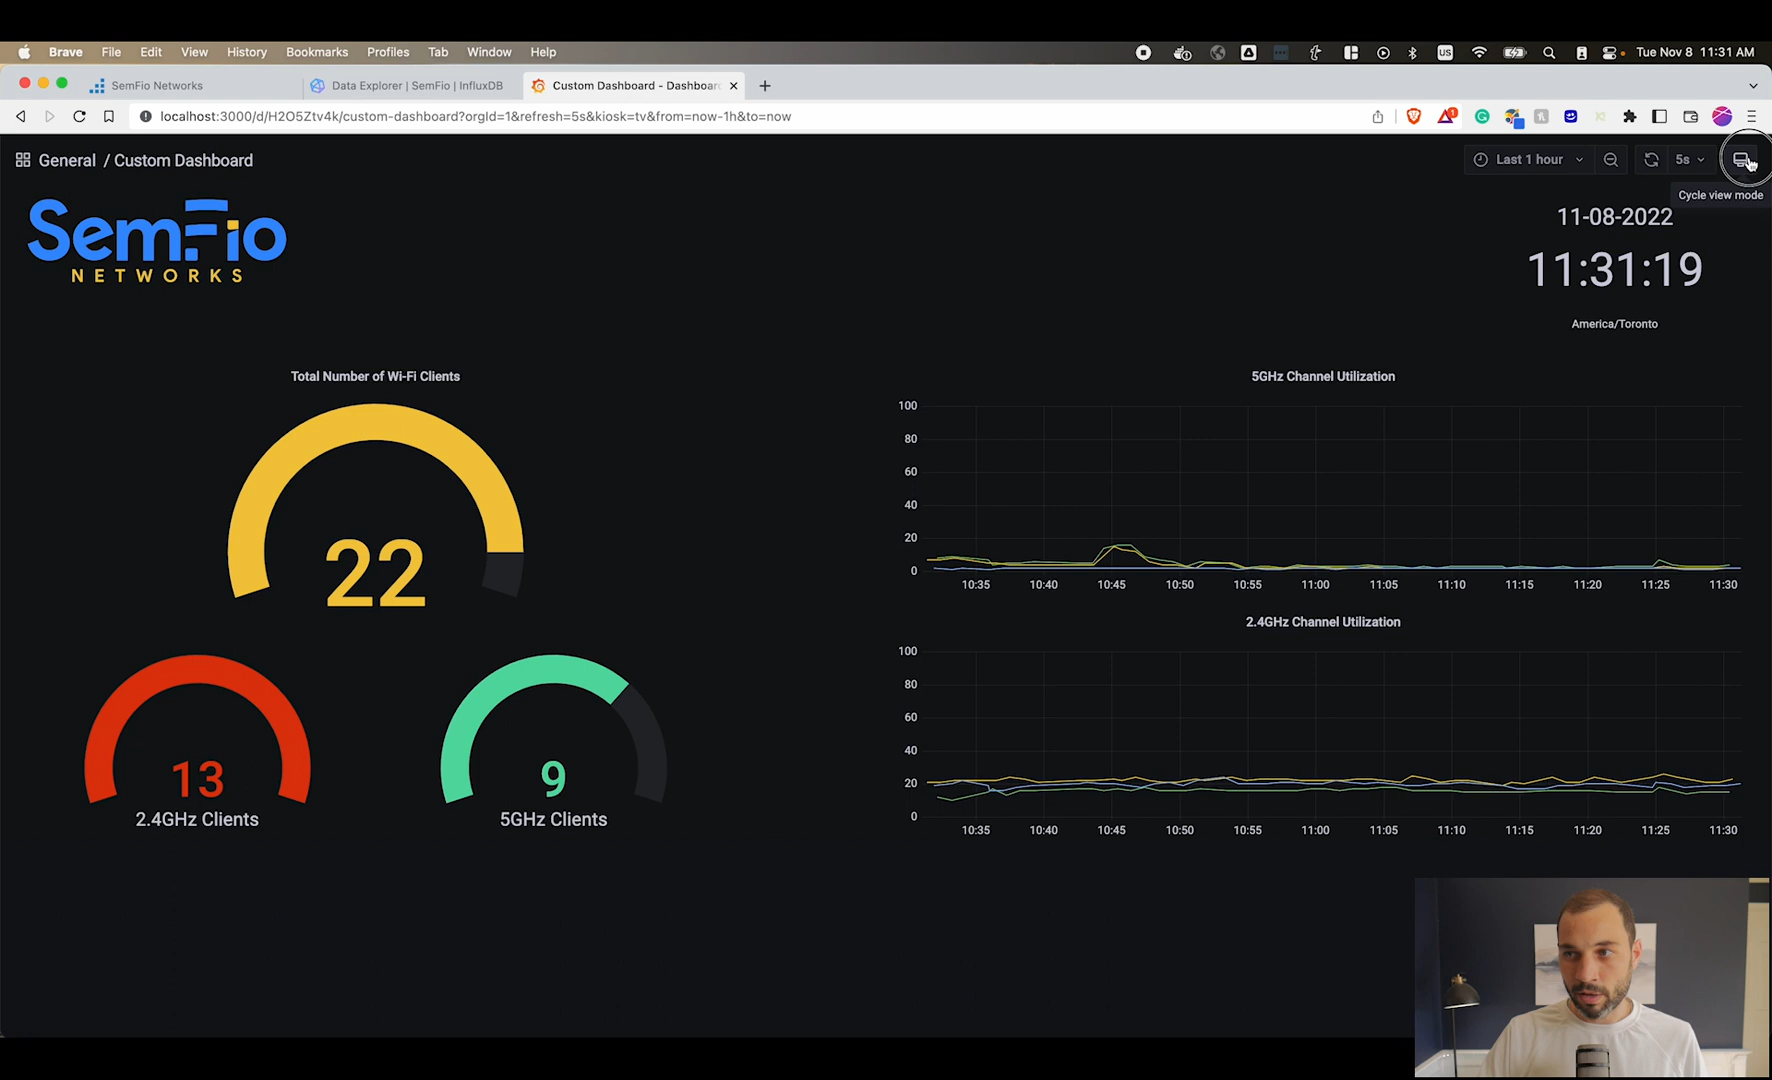 Brave File Edit View History Bookmarks Profiles Tab Window Help US Tue Nov 8 11:31 AM
SemFio Networks Data Explorer | SemFio | InfluxDB Custom Dashboard - Dashboar
localhost:3000/d/H2O5Ztv4k/custom-dashboard?orgId=1&refresh=5s&kiosk=tv&from=now-1h&to=now
General / Custom Dashboard Last 1 hour 5s
Cycle view mode
SemFio
NETWORKS
11-08-2022
11:31:19
America/Toronto
Total Number of Wi-Fi Clients
22
13
2.4GHz Clients
9
5GHz Clients
5GHz Channel Utilization
100
80
60
40
20
0
10:35 10:40 10:45 10:50 10:55 11:00 11:05 11:10 11:15 11:20 11:25 11:30
2.4GHz Channel Utilization
100
80
60
40
20
0
10:35 10:40 10:45 10:50 10:55 11:00 11:05 11:10 11:15 11:20 11:25 11:30